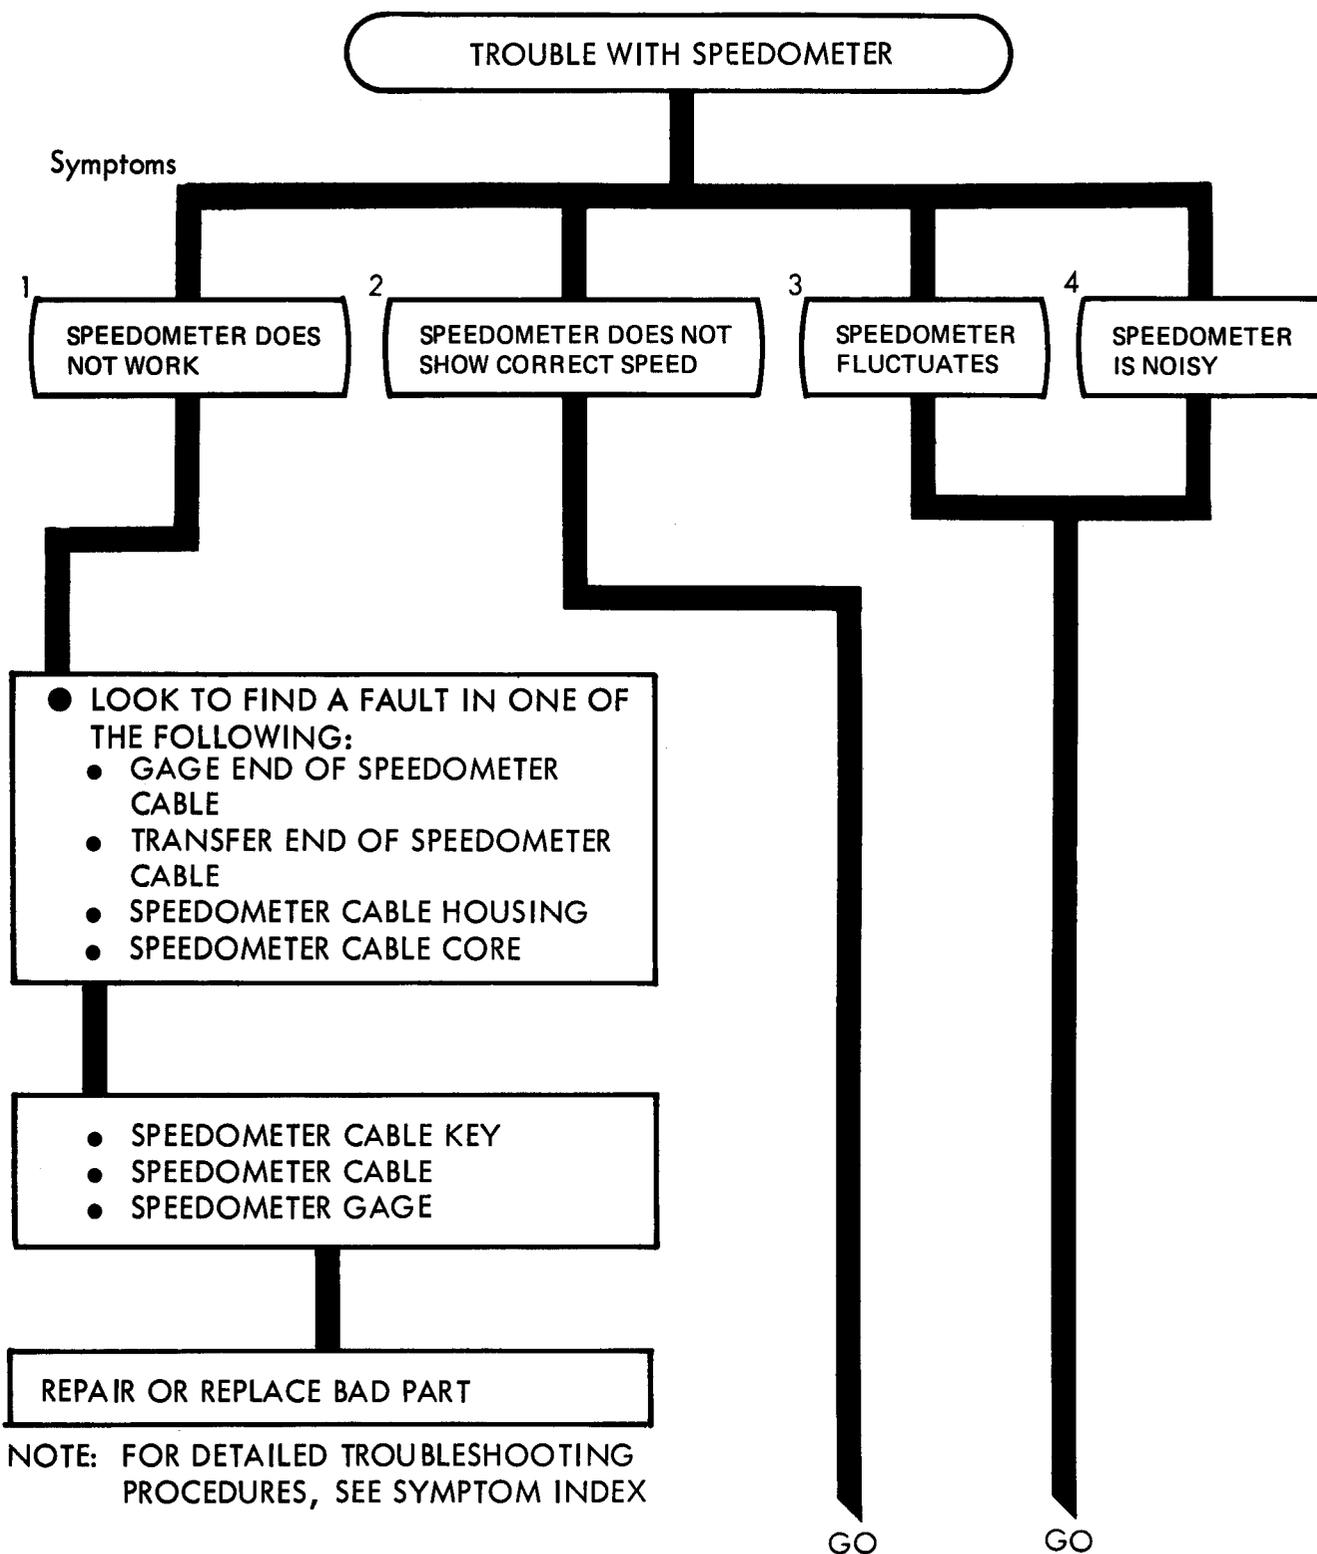 TROUBLE WITH SPEEDOMETER
Symptoms
1
SPEEDOMETER DOES
NOT WORK
2
SPEEDOMETER DOES NOT
SHOW CORRECT SPEED
3
SPEEDOMETER
FLUCTUATES
4
SPEEDOMETER
IS NOISY
● LOOK TO FIND A FAULT IN ONE OF
THE FOLLOWING:
● GAGE END OF SPEEDOMETER
CABLE
● TRANSFER END OF SPEEDOMETER
CABLE
● SPEEDOMETER CABLE HOUSING
● SPEEDOMETER CABLE CORE
● SPEEDOMETER CABLE KEY
● SPEEDOMETER CABLE
● SPEEDOMETER GAGE
REPAIR OR REPLACE BAD PART
NOTE: FOR DETAILED TROUBLESHOOTING
PROCEDURES, SEE SYMPTOM INDEX
GO
GO